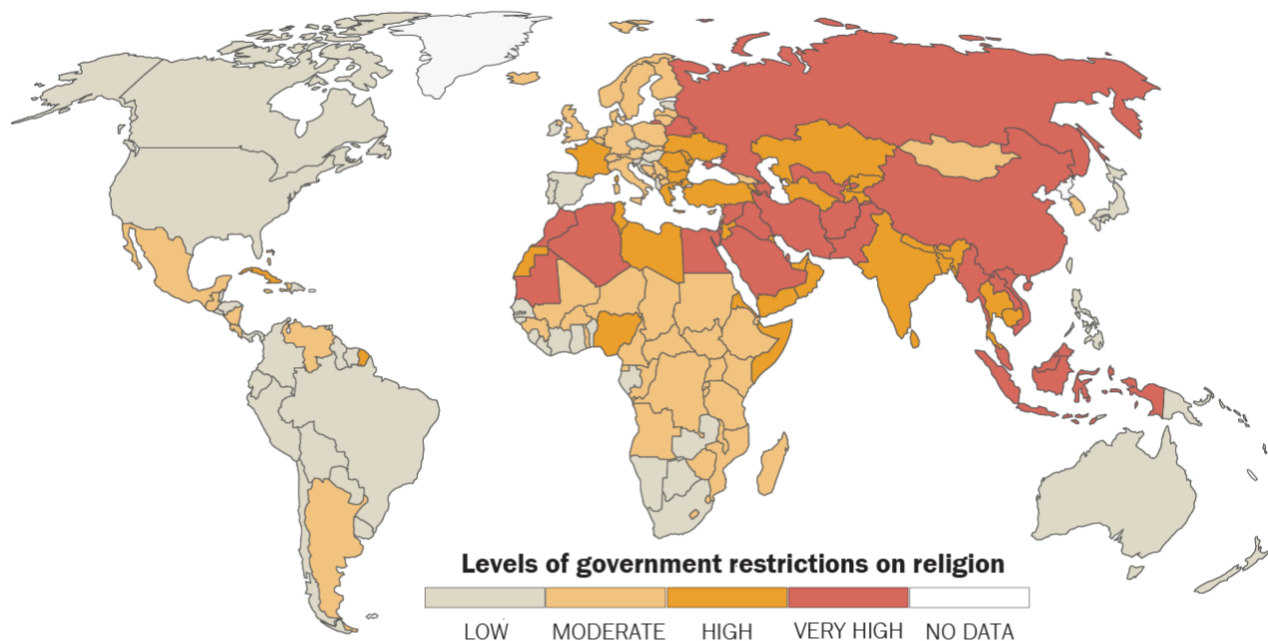 Levels of government restrictions on religion
LOW MODERATE HIGH VERY HIGH NO DATA